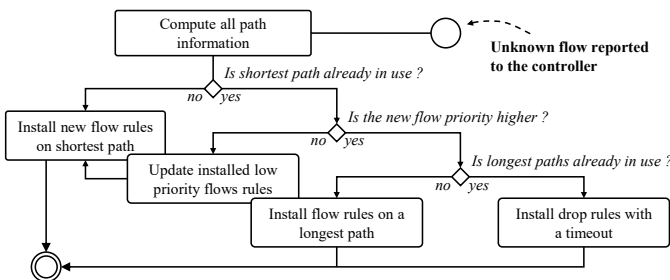 Compute all path
information
Unknown flow reported
to the controller
Is shortest path already in use ?
no yes
Install new flow rules
on shortest path
Is the new flow priority higher ?
no yes
Update installed low
priority flows rules
Is longest paths already in use ?
no yes
Install flow rules on a
longest path
Install drop rules with
a timeout